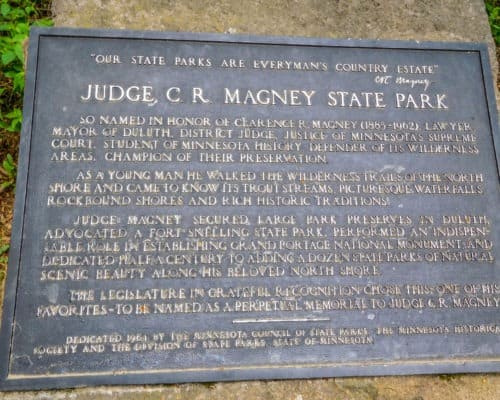 "OUR STATE PARKS ARE EVERYMAN'S COUNTRY ESTATE"
C.R. Magney
JUDGE C. R. MAGNEY STATE PARK
SO NAMED IN HONOR OF CLARENCE R. MAGNEY (1883-1962), LAWYER,
MAYOR OF DULUTH, DISTRICT JUDGE, JUSTICE OF MINNESOTA'S SUPREME
COURT, STUDENT OF MINNESOTA HISTORY, DEFENDER OF ITS WILDERNESS
AREAS, CHAMPION OF THEIR PRESERVATION.
AS A YOUNG MAN HE WALKED THE WILDERNESS TRAILS OF THE NORTH
SHORE AND CAME TO KNOW ITS TROUT STREAMS, PICTURESQUE WATERFALLS,
ROCKBOUND SHORES AND RICH HISTORIC TRADITIONS.
JUDGE MAGNEY SECURED LARGE PARK PRESERVES IN DULUTH,
ADVOCATED A FORT SNELLING STATE PARK, PERFORMED AN INDISPEN-
SABLE ROLE IN ESTABLISHING GRAND PORTAGE NATIONAL MONUMENT, AND
DEDICATED HALF A CENTURY TO ADDING A DOZEN STATE PARKS OF NATURAL
SCENIC BEAUTY ALONG HIS BELOVED NORTH SHORE.
THE LEGISLATURE IN GRATEFUL RECOGNITION CHOSE THIS, ONE OF HIS
FAVORITES-TO BE NAMED AS A PERPETUAL MEMORIAL TO JUDGE C. R. MAGNEY
DEDICATED BY THE MINNESOTA COUNCIL OF STATE PARKS, THE MINNESOTA HISTORICAL
SOCIETY AND THE DIVISION OF STATE PARKS, STATE OF MINNESOTA.